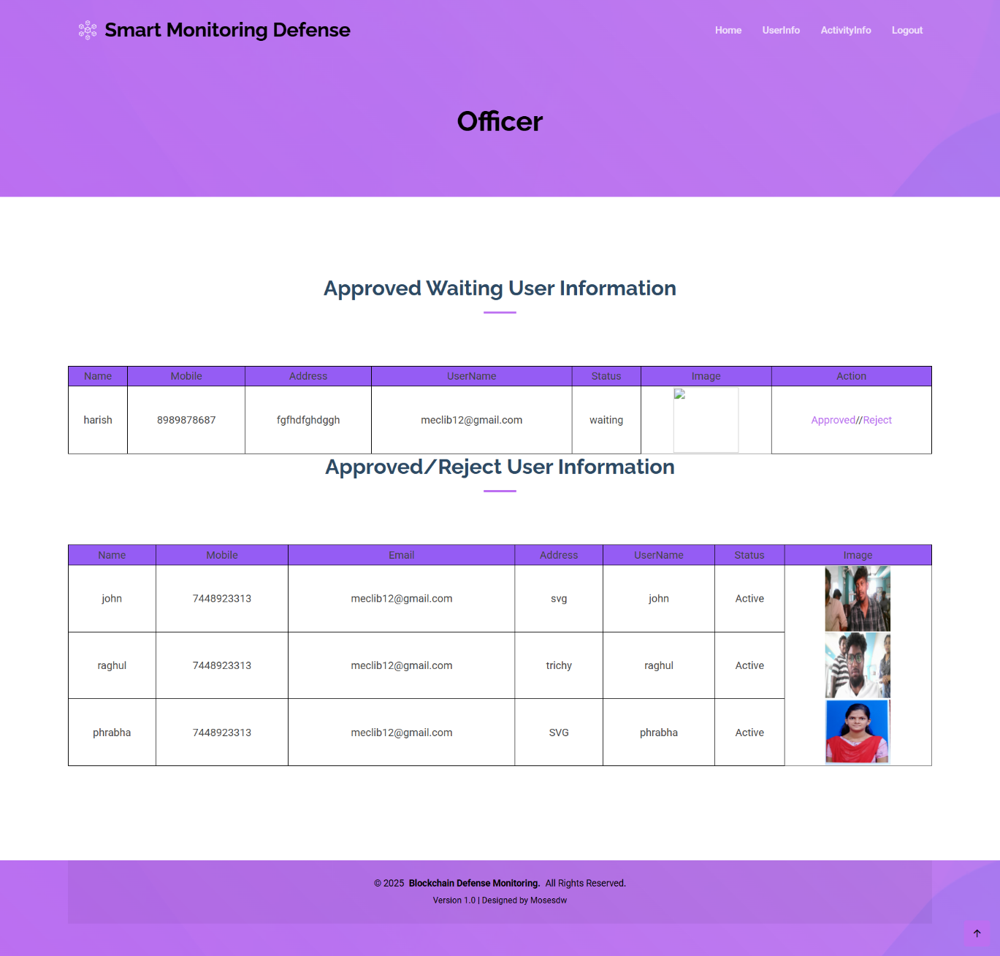 Smart Monitoring Defense
Home UserInfo ActivityInfo Logout
Officer
Approved Waiting User Information
Name Mobile Address UserName Status Image Action
harish 8989878687 fgfhdfghdggh meclib12@gmail.com waiting Approved//Reject
Approved/Reject User Information
Name Mobile Email Address UserName Status Image
john 7448923313 meclib12@gmail.com svg john Active
raghul 7448923313 meclib12@gmail.com trichy raghul Active
phrabha 7448923313 meclib12@gmail.com SVG phrabha Active
© 2025 Blockchain Defense Monitoring. All Rights Reserved.
Version 1.0 | Designed by Mosesdw